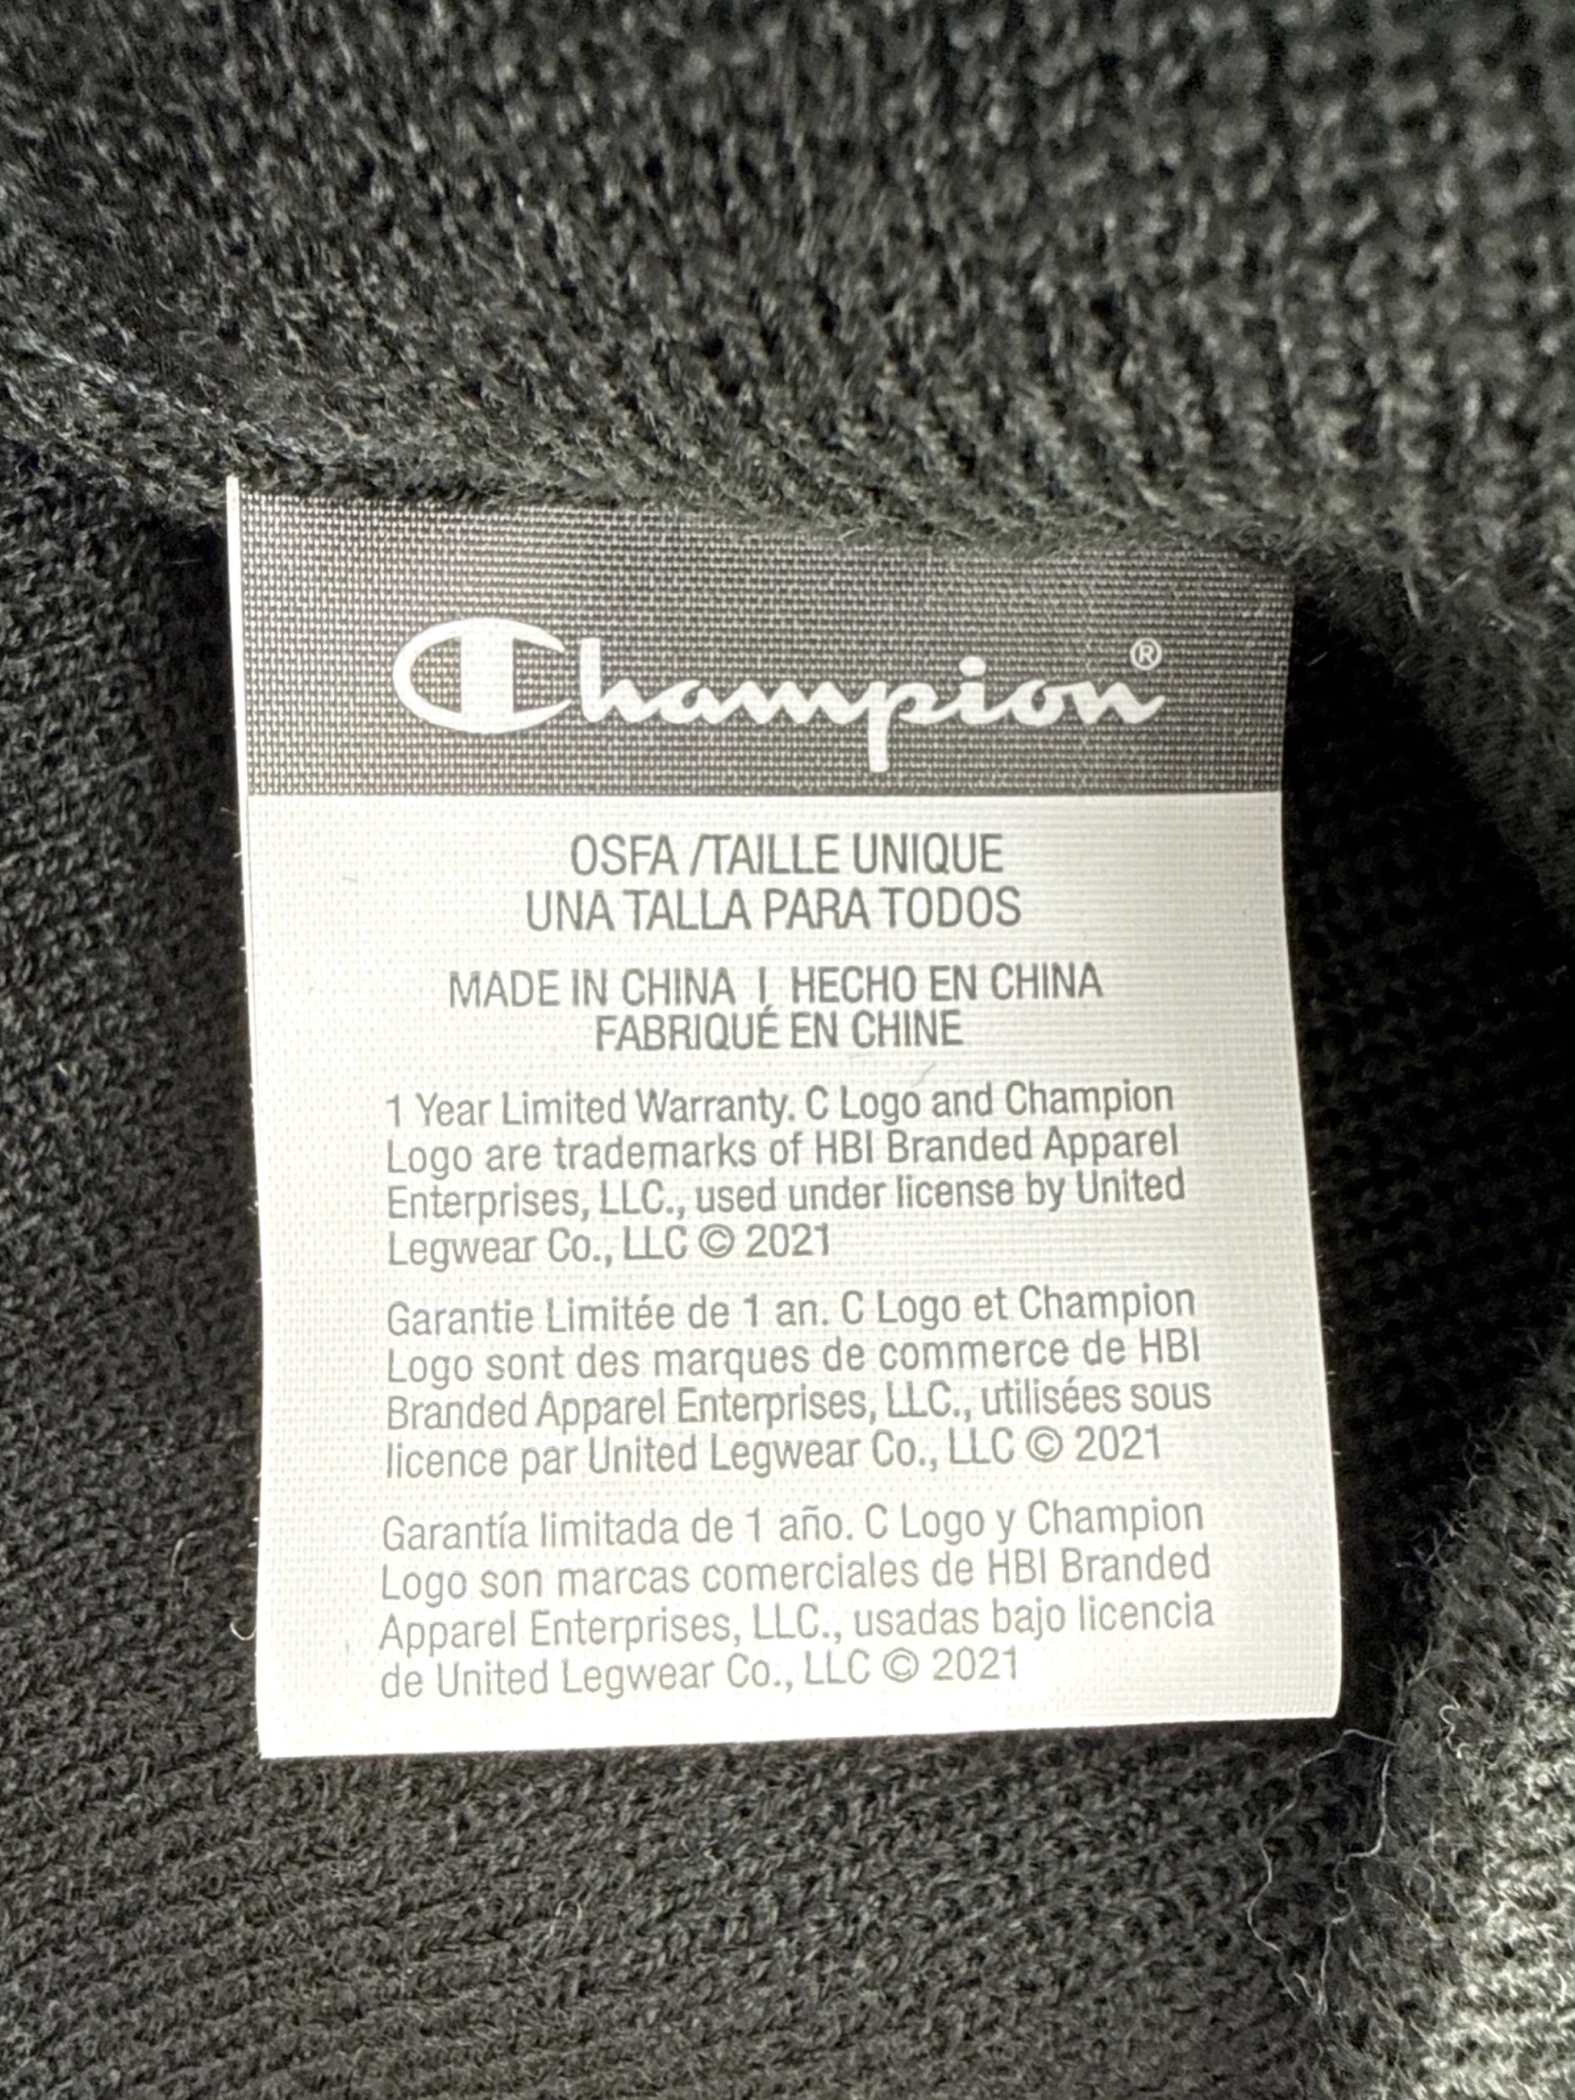 Champion®
OSFA /TAILLE UNIQUE
UNA TALLA PARA TODOS
MADE IN CHINA | HECHO EN CHINA
FABRIQUÉ EN CHINE
1 Year Limited Warranty. C Logo and Champion
Logo are trademarks of HBI Branded Apparel
Enterprises, LLC., used under license by United
Legwear Co., LLC © 2021
Garantie Limitée de 1 an. C Logo et Champion
Logo sont des marques de commerce de HBI
Branded Apparel Enterprises, LLC., utilisées sous
licence par United Legwear Co., LLC © 2021
Garantía limitada de 1 año. C Logo y Champion
Logo son marcas comerciales de HBI Branded
Apparel Enterprises, LLC., usadas bajo licencia
de United Legwear Co., LLC © 2021